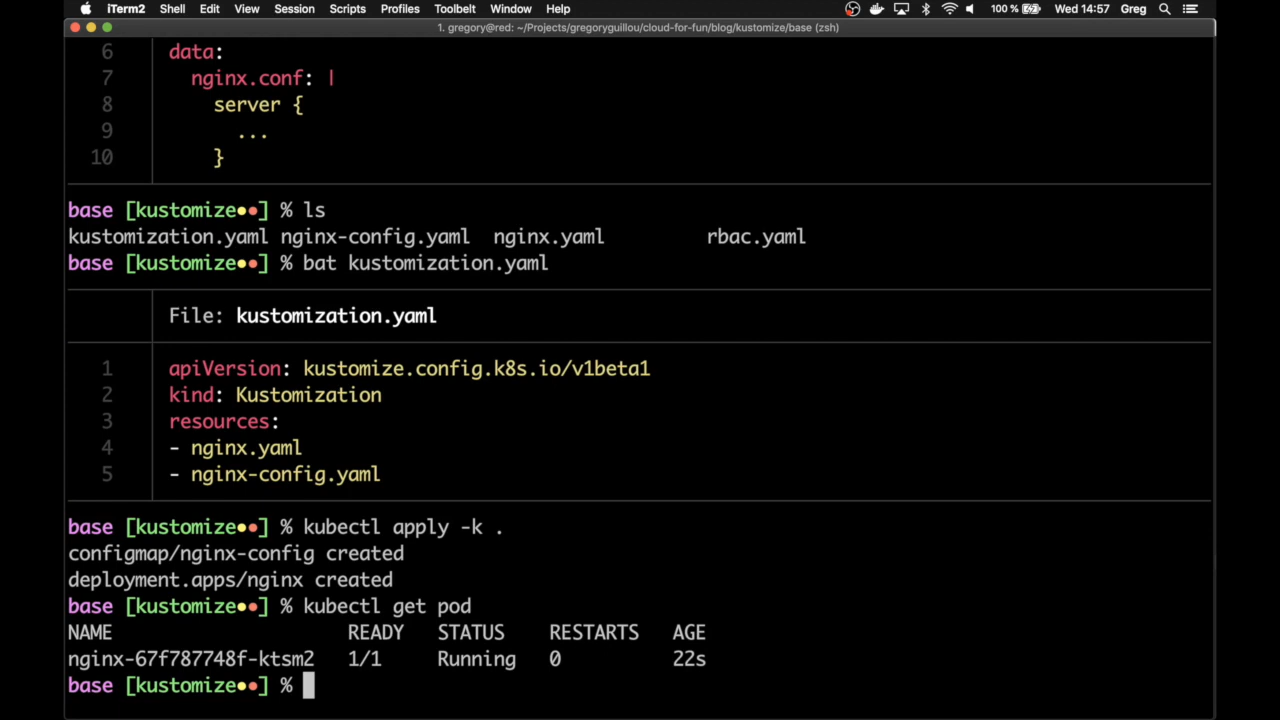 iTerm2 Shell Edit View Session Scripts Profiles Toolbelt Window Help 100 % Wed 14:57 Greg
1. gregory@red: ~/Projects/gregoryguillou/cloud-for-fun/blog/kustomize/base (zsh)
6 data:
7 nginx.conf: |
8 server {
9 ...
10 }
base [kustomize●●] % ls
kustomization.yaml nginx-config.yaml nginx.yaml rbac.yaml
base [kustomize●●] % bat kustomization.yaml
File: kustomization.yaml
1 apiVersion: kustomize.config.k8s.io/v1beta1
2 kind: Kustomization
3 resources:
4 - nginx.yaml
5 - nginx-config.yaml
base [kustomize●●] % kubectl apply -k .
configmap/nginx-config created
deployment.apps/nginx created
base [kustomize●●] % kubectl get pod
NAME READY STATUS RESTARTS AGE
nginx-67f787748f-ktsm2 1/1 Running 0 22s
base [kustomize●●] %